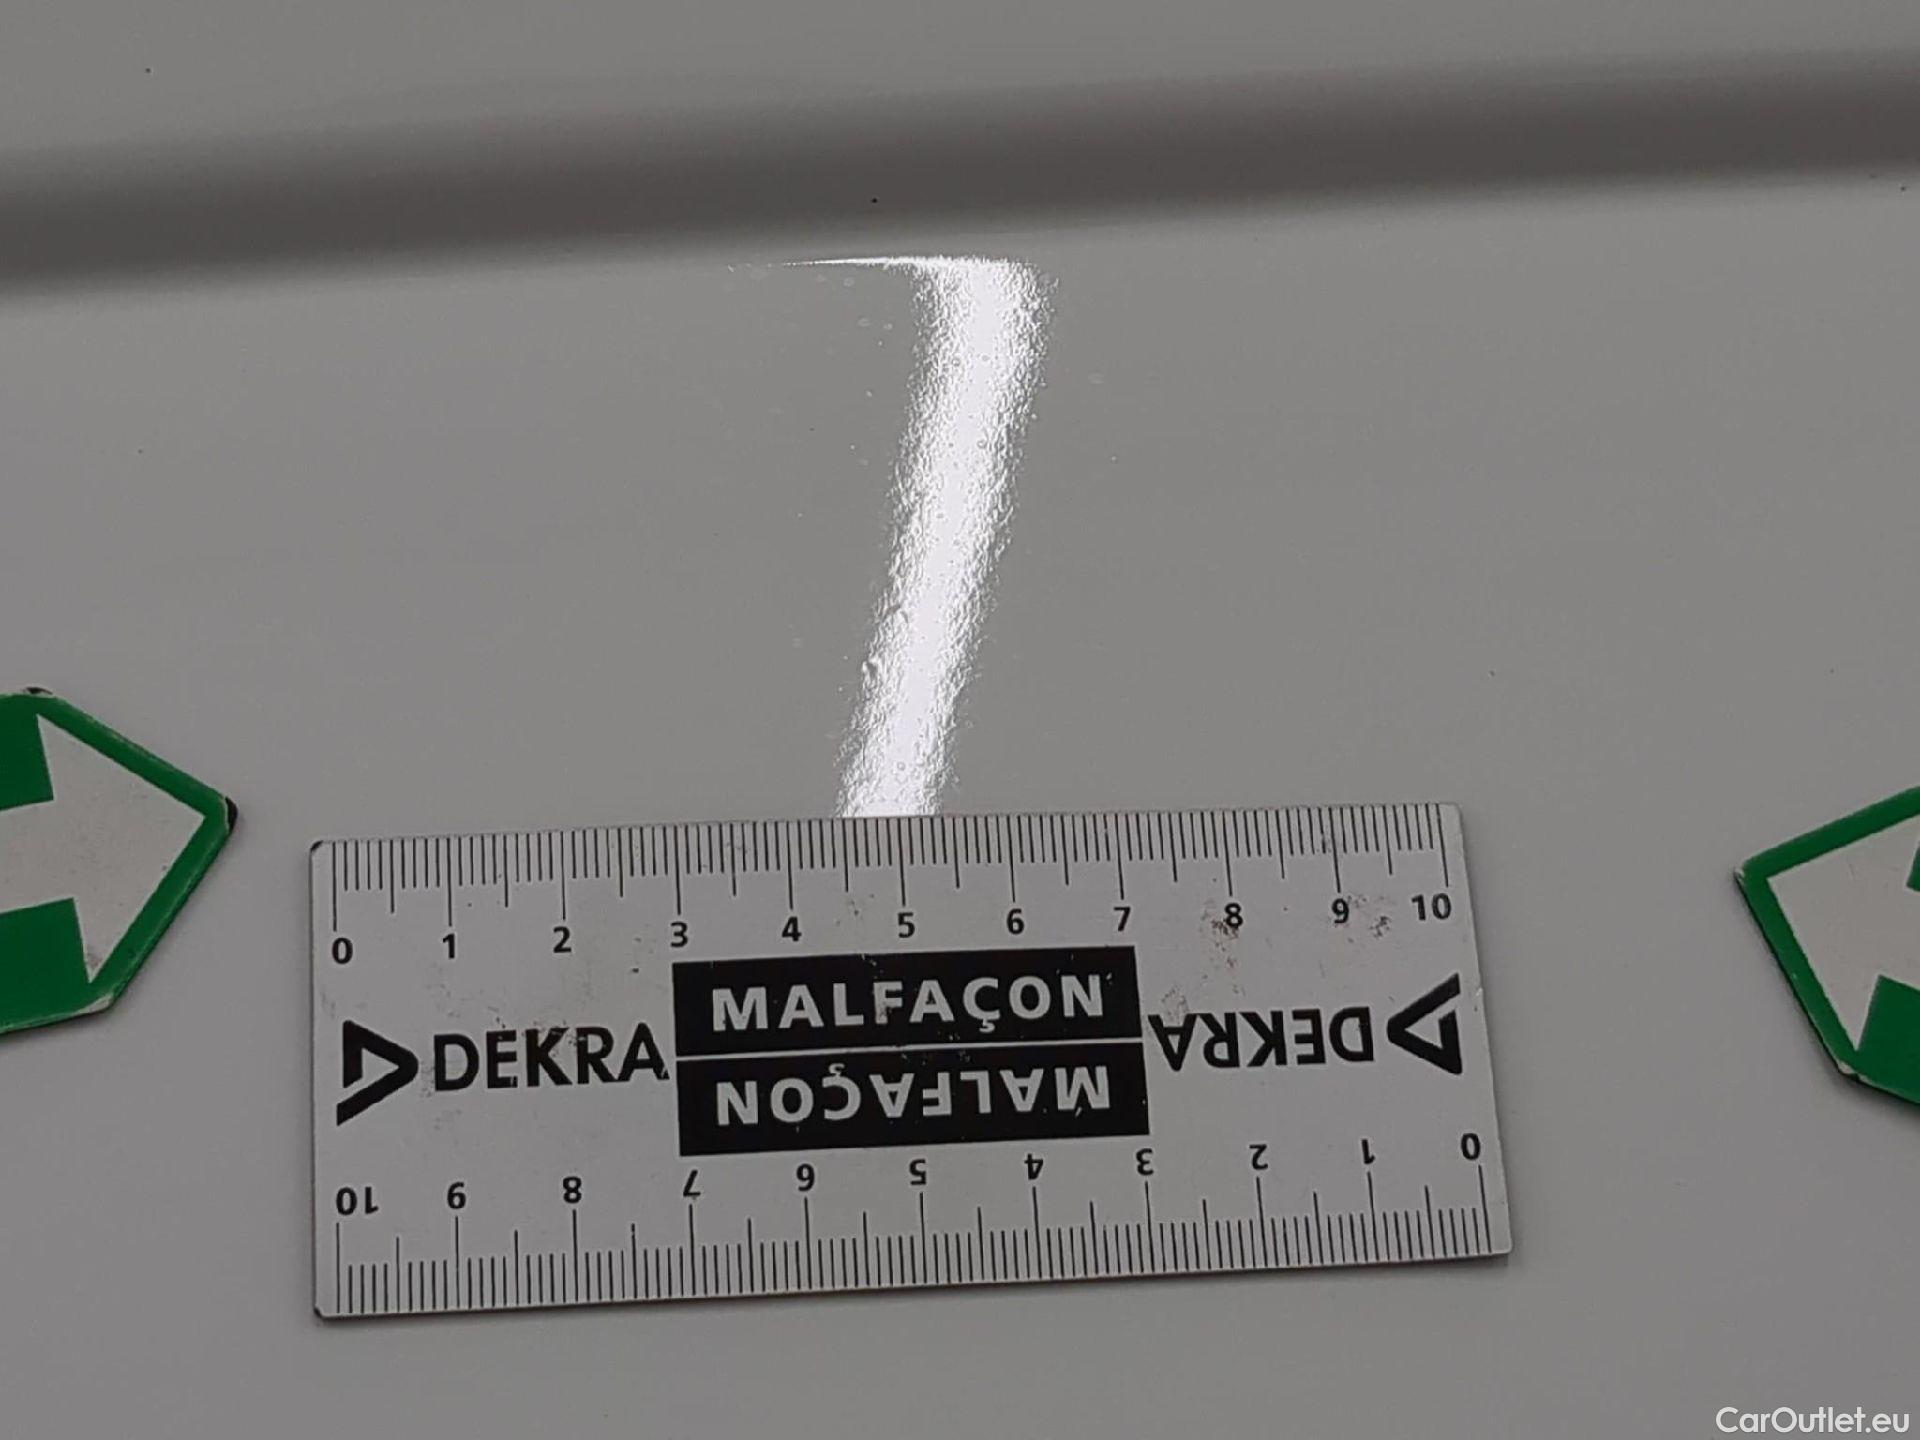 0 1 2 3 4 5 6 7 8 9 10
DEKRA MALFAÇON DEKRA
MALFAÇON
10 9 8 7 6 5 4 3 2 1 0
CarOutlet.eu